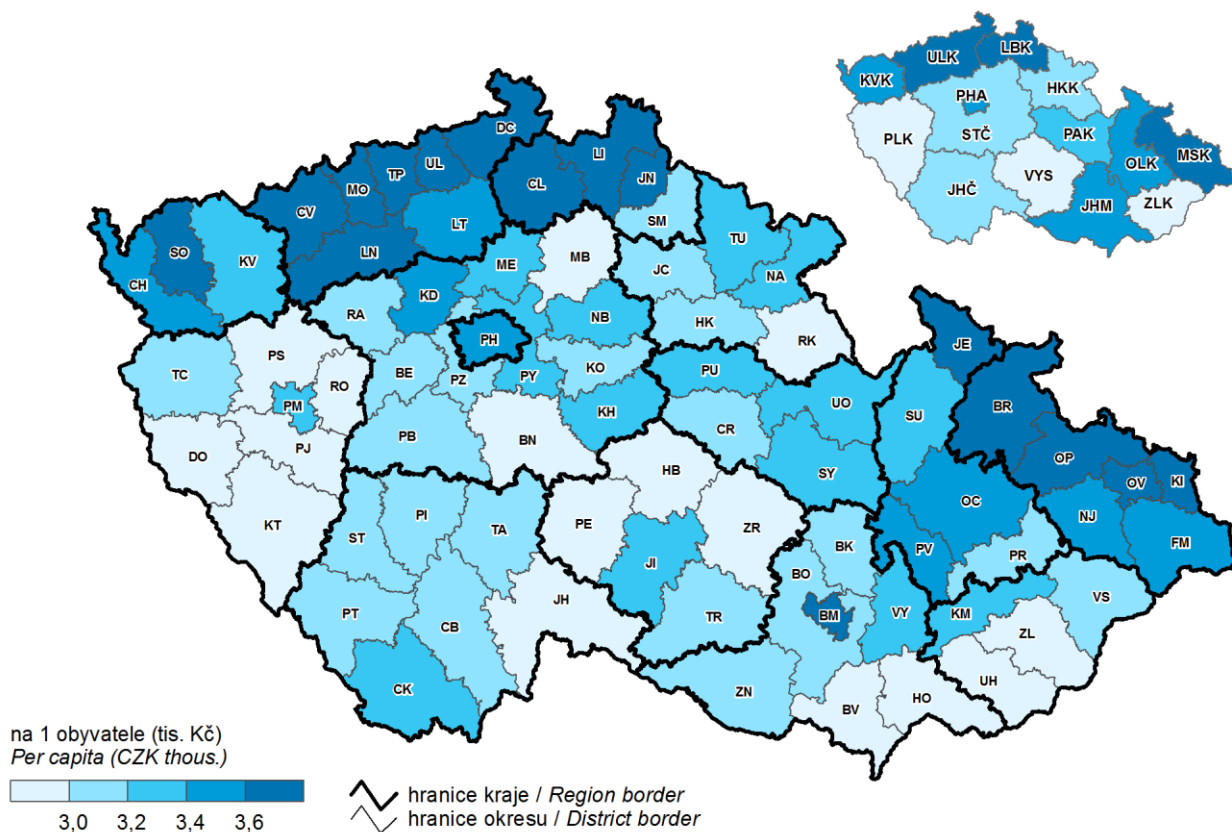 ULK
LBK
KVK
PHA
HKK
STČ
PLK
PAK
MSK
OLK
VYS
JHČ
JHM
ZLK
DC
LI
UL
TP
MO
CL
JN
CV
LT
SM
SO
KV
LN
TU
CH
ME
MB
JC
NA
KD
RA
NB
HK
PH
RK
JE
PS
RO
TC
BE
PZ
PY
KO
PU
PM
UO
SU
BR
KH
CR
PB
BN
DO
PJ
HB
SY
OP
OV
KI
OC
NJ
KT
PI
TA
PE
ZR
FM
ST
JI
BK
PV
PR
BO
VS
JH
PT
CB
TR
BM
VY
KM
ZL
UH
CK
ZN
BV
HO
na 1 obyvatele (tis. Kč)
Per capita (CZK thous.)
3,0 3,2 3,4 3,6
hranice kraje / Region border
hranice okresu / District border